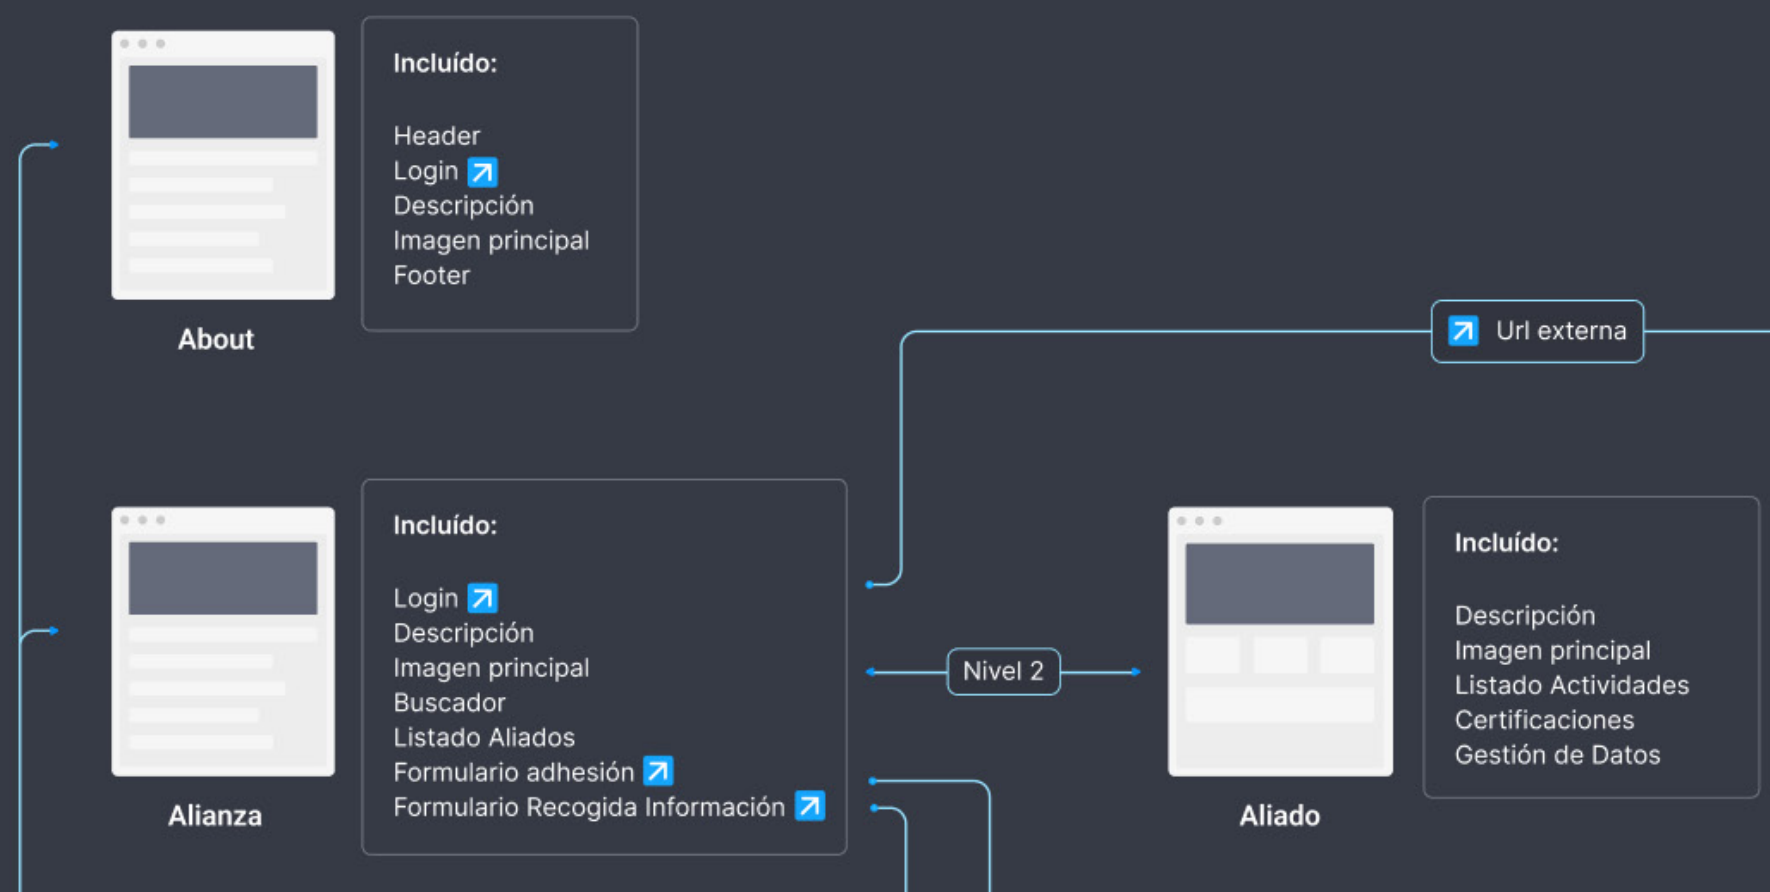 Incluído:
Header
Login
Descripción
Imagen principal
Footer
About
Url externa
Incluído:
Login
Descripción
Imagen principal
Buscador
Listado Aliados
Formulario adhesión
Formulario Recogida Información
Alianza
Nivel 2
Incluído:
Descripción
Imagen principal
Listado Actividades
Certificaciones
Gestión de Datos
Aliado